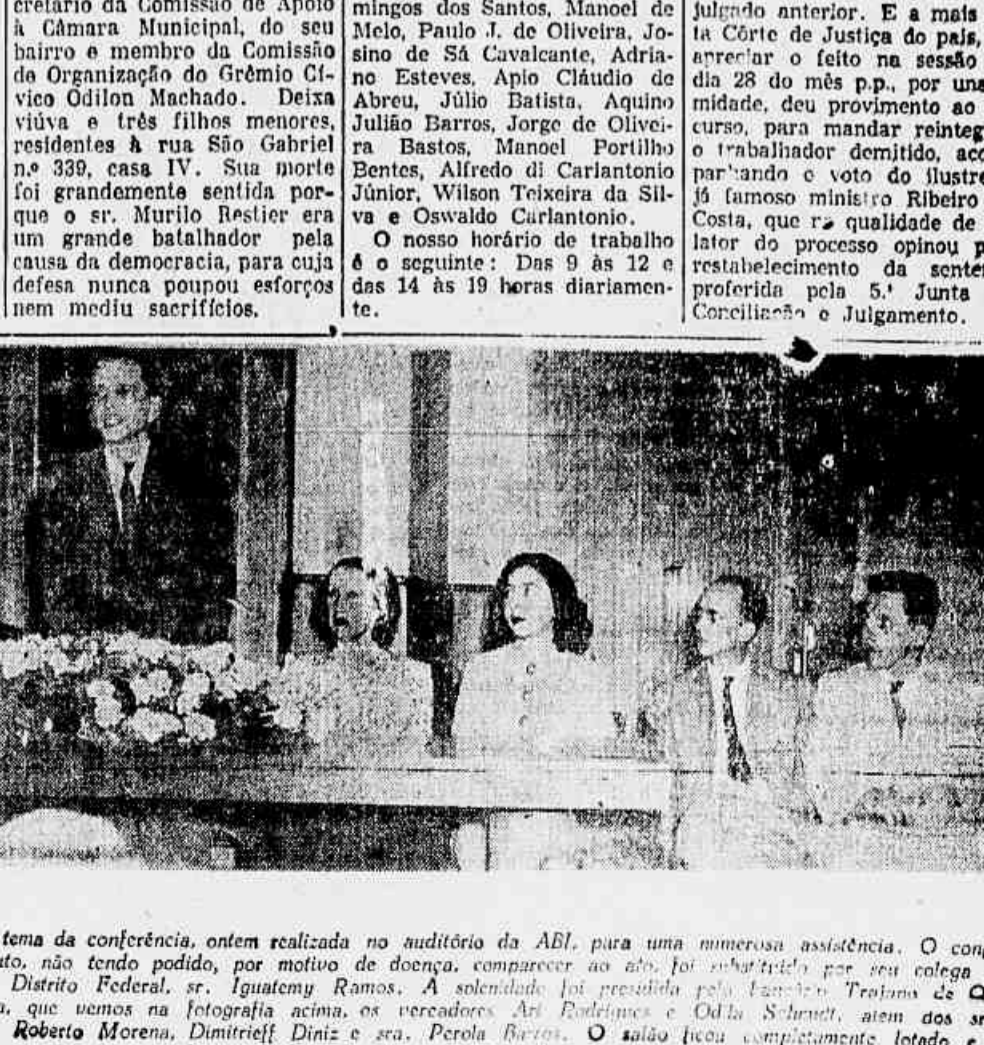 cretário da Comissão de Apoio
à Câmara Municipal, do seu
bairro e membro da Comissão
de Organização do Grêmio Cí-
vico Odilon Machado. Deixa
viúva e três filhos menores,
residentes à rua São Gabriel
n.º 339, casa IV. Sua morte
foi grandemente sentida por-
que o sr. Murilo Restier era
um grande batalhador pela
causa da democracia, para cuja
defesa nunca poupou esforços
nem mediu sacrifícios.
mingos dos Santos, Manoel de
Melo, Paulo J. de Oliveira, Jo-
sino de Sá Cavalcante, Adria-
no Esteves, Apio Cláudio de
Abreu, Júlio Batista, Aquino
Julião Barros, Jorge de Olivei-
ra Bastos, Manoel Portilho
Bentes, Alfredo di Carlantonio
Júnior, Wilson Teixeira da Sil-
va e Oswaldo Carlantonio.
O nosso horário de trabalho
é o seguinte: Das 9 às 12 e
das 14 às 19 horas diariamen-
te.
julgado anterior. E a mais
ta Côrte de Justiça do país,
apreciar o feito na sessão
dia 28 do mês p.p., por una
midade, deu provimento ao
curso, para mandar reinteg
o trabalhador demitido, aco
panhando o voto do ilustre
já famoso ministro Ribeiro
Costa, que na qualidade de
lator do processo opinou p
restabelecimento da senten
proferida pela 5.ª Junta
Conciliação e Julgamento.
tema da conferência, ontem realizada no auditório da ABI, para uma numerosa assistência. O con
to, não tendo podido, por motivo de doença, comparecer ao ato, foi substituído por seu colega
Distrito Federal, sr. Iguatemy Ramos. A solenidade foi presidida pelo Trajano de
que vemos na fotografia acima, os vereadores Ari Rodrigues e Odila Schmidt, alem dos sr
Roberto Morena, Dimitrieff Diniz e sra. Perola O salão ficou completamente lotado e